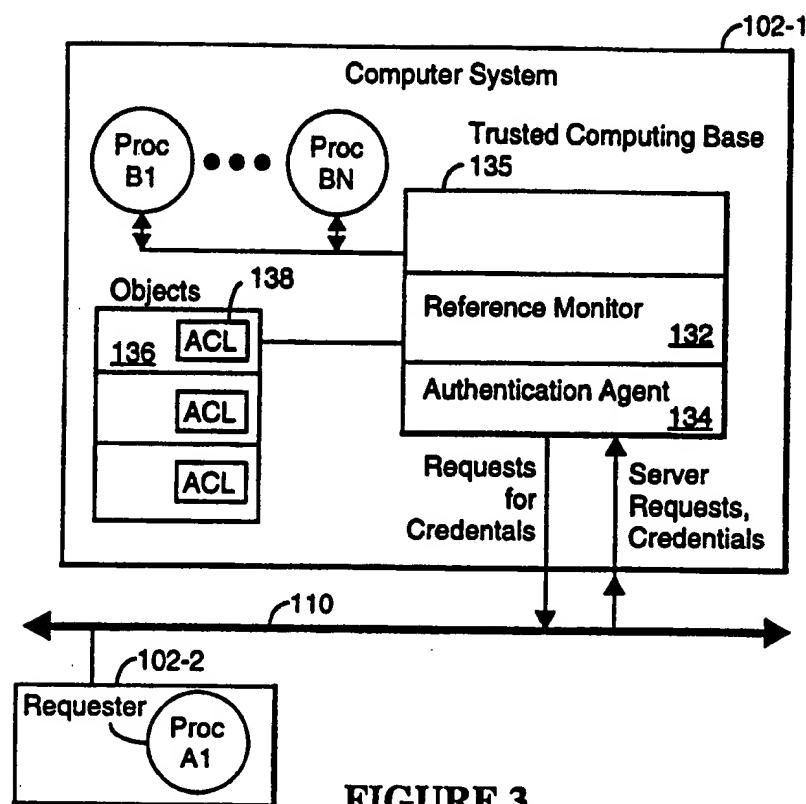 102-1
Computer System
Proc
B1
Proc
BN
Trusted Computing Base
135
Objects
138
136
ACL
ACL
ACL
Reference Monitor
132
Authentication Agent
134
Requests
for
Credentals
Server
Requests,
Credentials
110
102-2
Requester
Proc
A1
FIGURE 3